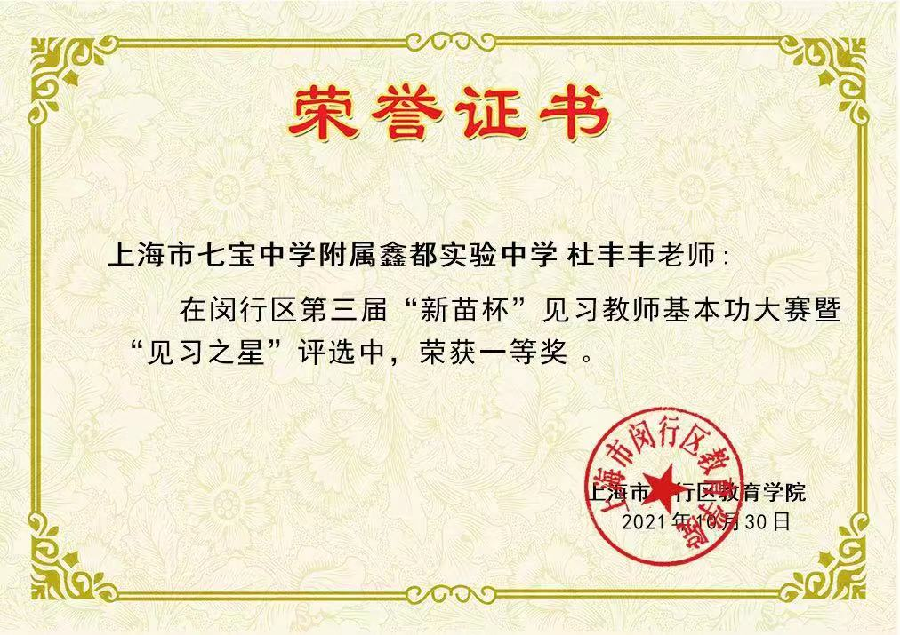 荣誉证书
上海市七宝中学附属鑫都实验中学 杜丰丰老师：
在闵行区第三届“新苗杯”见习教师基本功大赛暨
“见习之星”评选中，荣获一等奖 。
上海市闵行区教育学院
上海市闵行区教育学院
2021年10月30日